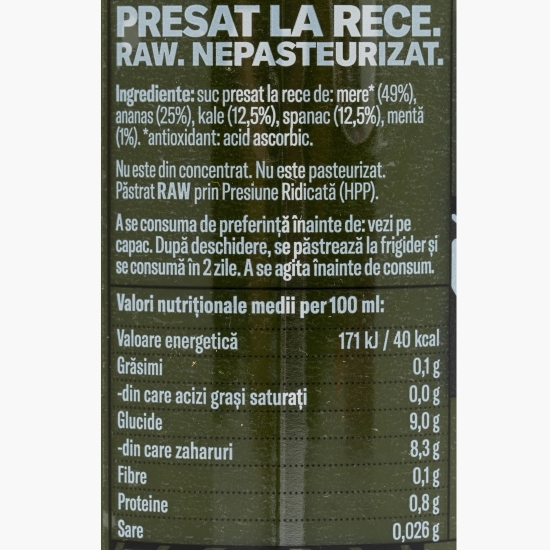 PRESAT LA RECE.
RAW. NEPASTEURIZAT.
Ingrediente: suc presat la rece de: mere* (49%),
ananas (25%), kale (12,5%), spanac (12,5%), mentă
(1%). *antioxidant: acid ascorbic.
Nu este din concentrat. Nu este pasteurizat.
Păstrat RAW prin Presiune Ridicată (HPP).
A se consuma de preferință înainte de: vezi pe
capac. După deschidere, se păstrează la frigider și
se consumă în 2 zile. A se agita înainte de consum.
Valori nutriționale medii per 100 ml:
Valoare energetică 171 kJ / 40 kcal
Grăsimi 0,1 g
-din care acizi grași saturați 0,0 g
Glucide 9,0 g
-din care zaharuri 8,3 g
Fibre 0,1 g
Proteine 0,8 g
Sare 0,026 g